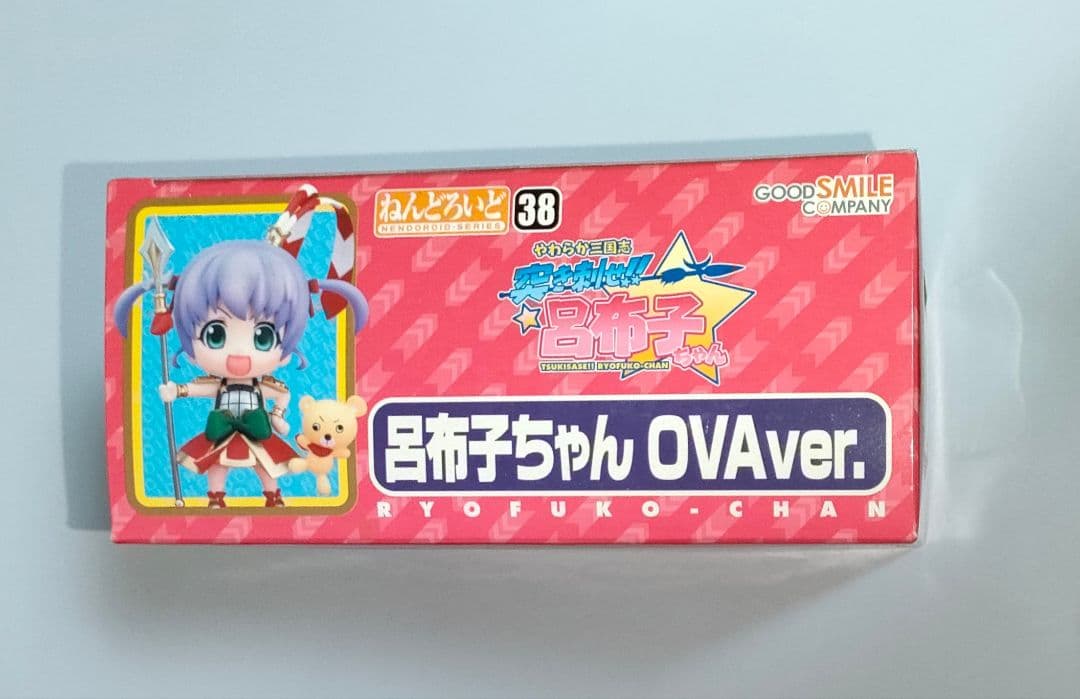 ねんどろいど 38
NENDOROID・SERIES
GOOD SMILE
COMPANY
やわらか三国志
突き刺せ!!
呂布子
ちゃん
TSUKISASE!! RYOFUKO-CHAN
呂布子ちゃん OVAver.
RYOFUKO-CHAN